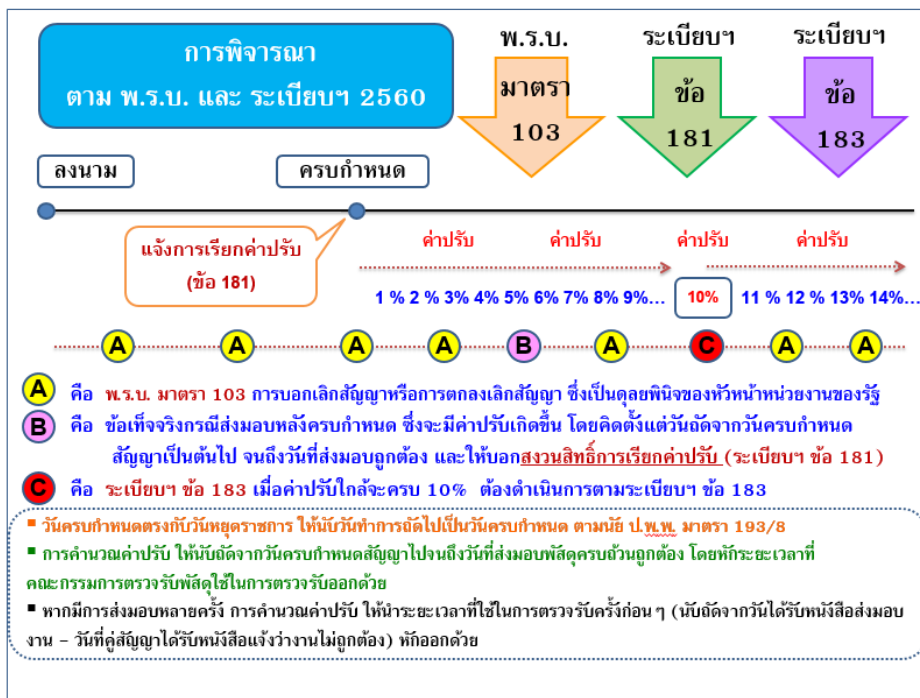 การพิจารณา
ตาม พ.ร.บ. และ ระเบียบฯ 2560
พ.ร.บ.
มาตรา
103
ระเบียบฯ
ข้อ
181
ระเบียบฯ
ข้อ
183
ลงนาม
ครบกำหนด
แจ้งการเรียกค่าปรับ
(ข้อ 181)
ค่าปรับ ค่าปรับ ค่าปรับ ค่าปรับ
1 % 2 % 3% 4% 5% 6% 7% 8% 9%... 10% 11 % 12 % 13% 14%...
A A A A B A C A A
A คือ พ.ร.บ. มาตรา 103 การบอกเลิกสัญญาหรือการตกลงเลิกสัญญา ซึ่งเป็นดุลยพินิจของหัวหน้าหน่วยงานของรัฐ
B คือ ข้อเท็จจริงกรณีส่งมอบหลังครบกำหนด ซึ่งจะมีค่าปรับเกิดขึ้น โดยคิดตั้งแต่วันถัดจากวันครบกำหนด
สัญญาเป็นต้นไป จนถึงวันที่ส่งมอบถูกต้อง และให้บอกสงวนสิทธิ์การเรียกค่าปรับ (ระเบียบฯ ข้อ 181)
C คือ ระเบียบฯ ข้อ 183 เมื่อค่าปรับใกล้จะครบ 10% ต้องดำเนินการตามระเบียบฯ ข้อ 183
▪ วันครบกำหนดตรงกับวันหยุดราชการ ให้นับวันทำการถัดไปเป็นวันครบกำหนด ตามนัย ป.พ.พ. มาตรา 193/8
▪ การคำนวณค่าปรับ ให้นับถัดจากวันครบกำหนดสัญญาไปจนถึงวันที่ส่งมอบพัสดุครบถ้วนถูกต้อง โดยหักระยะเวลาที่
คณะกรรมการตรวจรับพัสดุใช้ในการตรวจรับออกด้วย
▪ หากมีการส่งมอบหลายครั้ง การคำนวณค่าปรับ ให้นำระยะเวลาที่ใช้ในการตรวจรับครั้งก่อน ๆ (นับถัดจากวันได้รับหนังสือส่งมอบ
งาน – วันที่คู่สัญญาได้รับหนังสือแจ้งว่างานไม่ถูกต้อง) หักออกด้วย